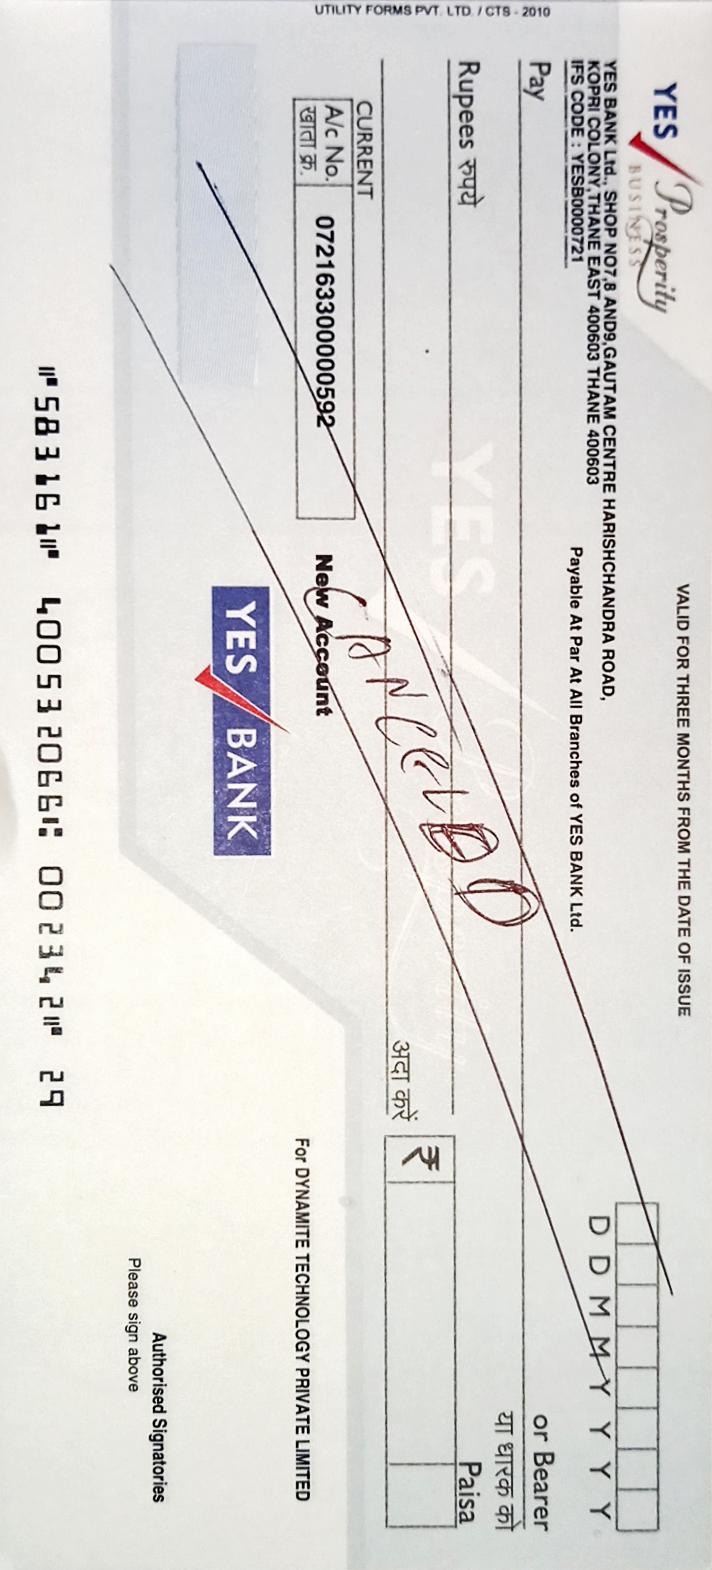 UTILITY FORMS PVT. LTD. / CTS - 2010
YES Prosperity
BUSINESS
VALID FOR THREE MONTHS FROM THE DATE OF ISSUE
YES BANK Ltd., SHOP NO7,8 AND9,GAUTAM CENTRE HARISHCHANDRA ROAD,
KOPRI COLONY,THANE EAST 400603 THANE 400603
IFS CODE : YESB0000721
Payable At Par At All Branches of YES BANK Ltd.
D D M M Y Y Y Y
Pay
or Bearer
या धारक को
Rupees रुपये
Paisa
अदा करें
₹
YES
CANCELDD
CURRENT
A/c No.
खाता क्र.
072163300000592
New Account
For DYNAMITE TECHNOLOGY PRIVATE LIMITED
YES BANK
Authorised Signatories
Please sign above
⑈583161⑈ 400532066⑆ 002342⑈ 29